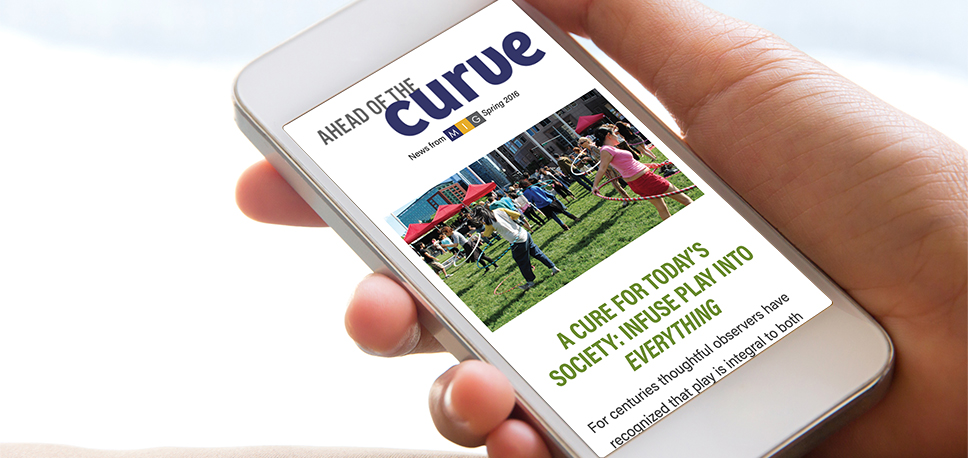 AHEAD OF THE
curve
News from MIG Spring 2016
A CURE FOR TODAY'S
SOCIETY: INFUSE PLAY INTO
EVERYTHING
For centuries thoughtful observers have
recognized that play is integral to both